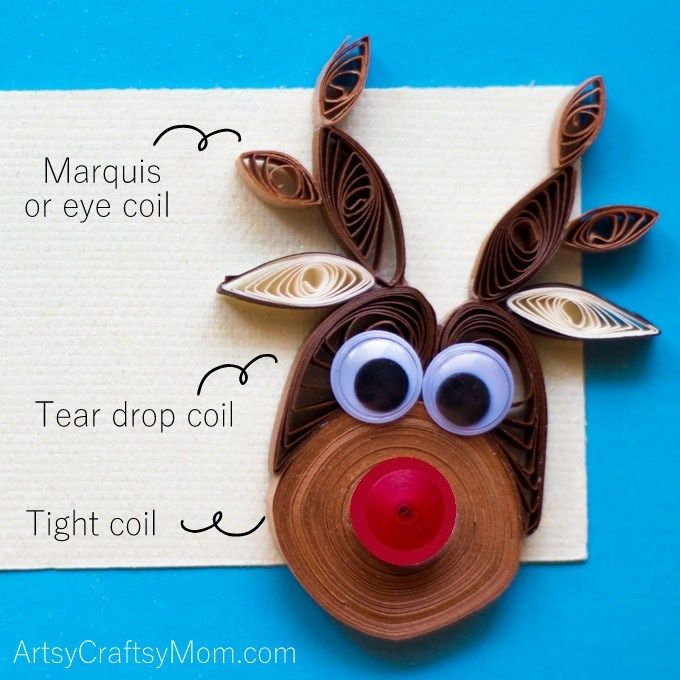 Marquis
or eye coil
Tear drop coil
Tight coil
ArtsyCraftsyMom.com